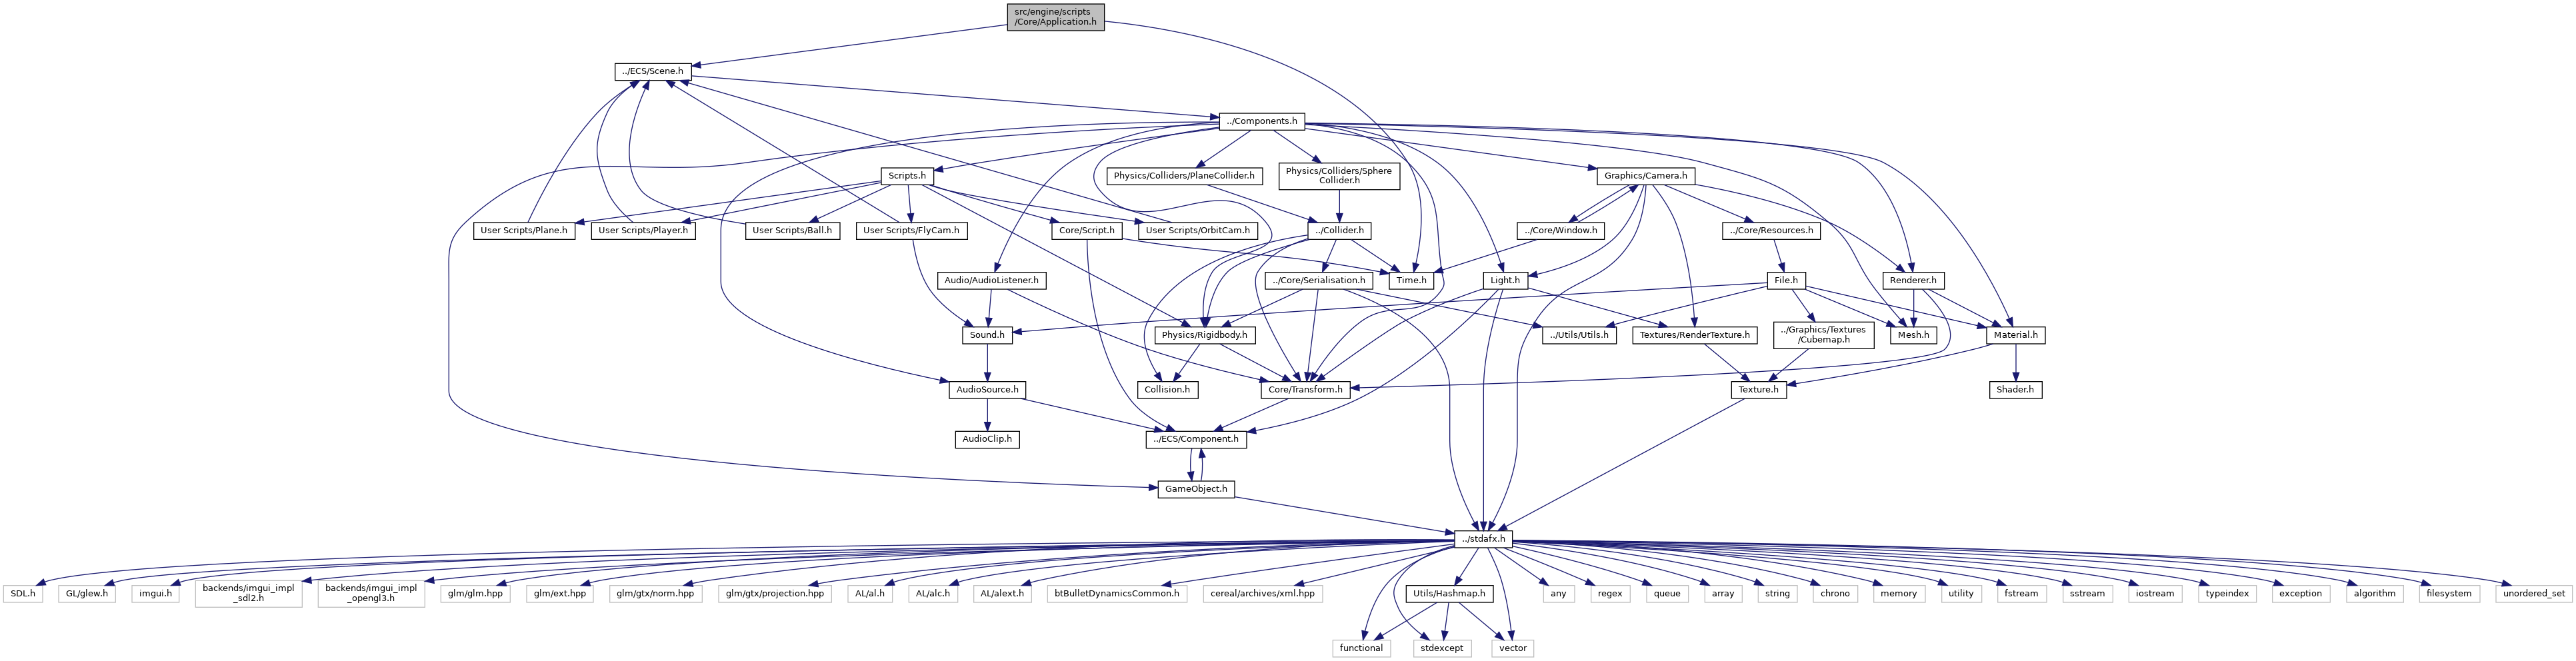 src/engine/scripts
/Core/Application.h
../ECS/Scene.h
../Components.h
Scripts.h
Physics/Colliders/PlaneCollider.h
Physics/Colliders/Sphere
Collider.h
Graphics/Camera.h
User Scripts/Plane.h
User Scripts/Player.h
User Scripts/Ball.h
User Scripts/FlyCam.h
Core/Script.h
User Scripts/OrbitCam.h
../Collider.h
../Core/Window.h
../Core/Resources.h
Audio/AudioListener.h
../Core/Serialisation.h
Time.h
Light.h
File.h
Renderer.h
Sound.h
Physics/Rigidbody.h
../Utils/Utils.h
Textures/RenderTexture.h
../Graphics/Textures
/Cubemap.h
Mesh.h
Material.h
AudioSource.h
Collision.h
Core/Transform.h
Texture.h
Shader.h
AudioClip.h
../ECS/Component.h
GameObject.h
../stdafx.h
SDL.h
GL/glew.h
imgui.h
backends/imgui_impl
_sdl2.h
backends/imgui_impl
_opengl3.h
glm/glm.hpp
glm/ext.hpp
glm/gtx/norm.hpp
glm/gtx/projection.hpp
AL/al.h
AL/alc.h
AL/alext.h
btBulletDynamicsCommon.h
cereal/archives/xml.hpp
Utils/Hashmap.h
any
regex
queue
array
string
chrono
memory
utility
fstream
sstream
iostream
typeindex
exception
algorithm
filesystem
unordered_set
functional
stdexcept
vector